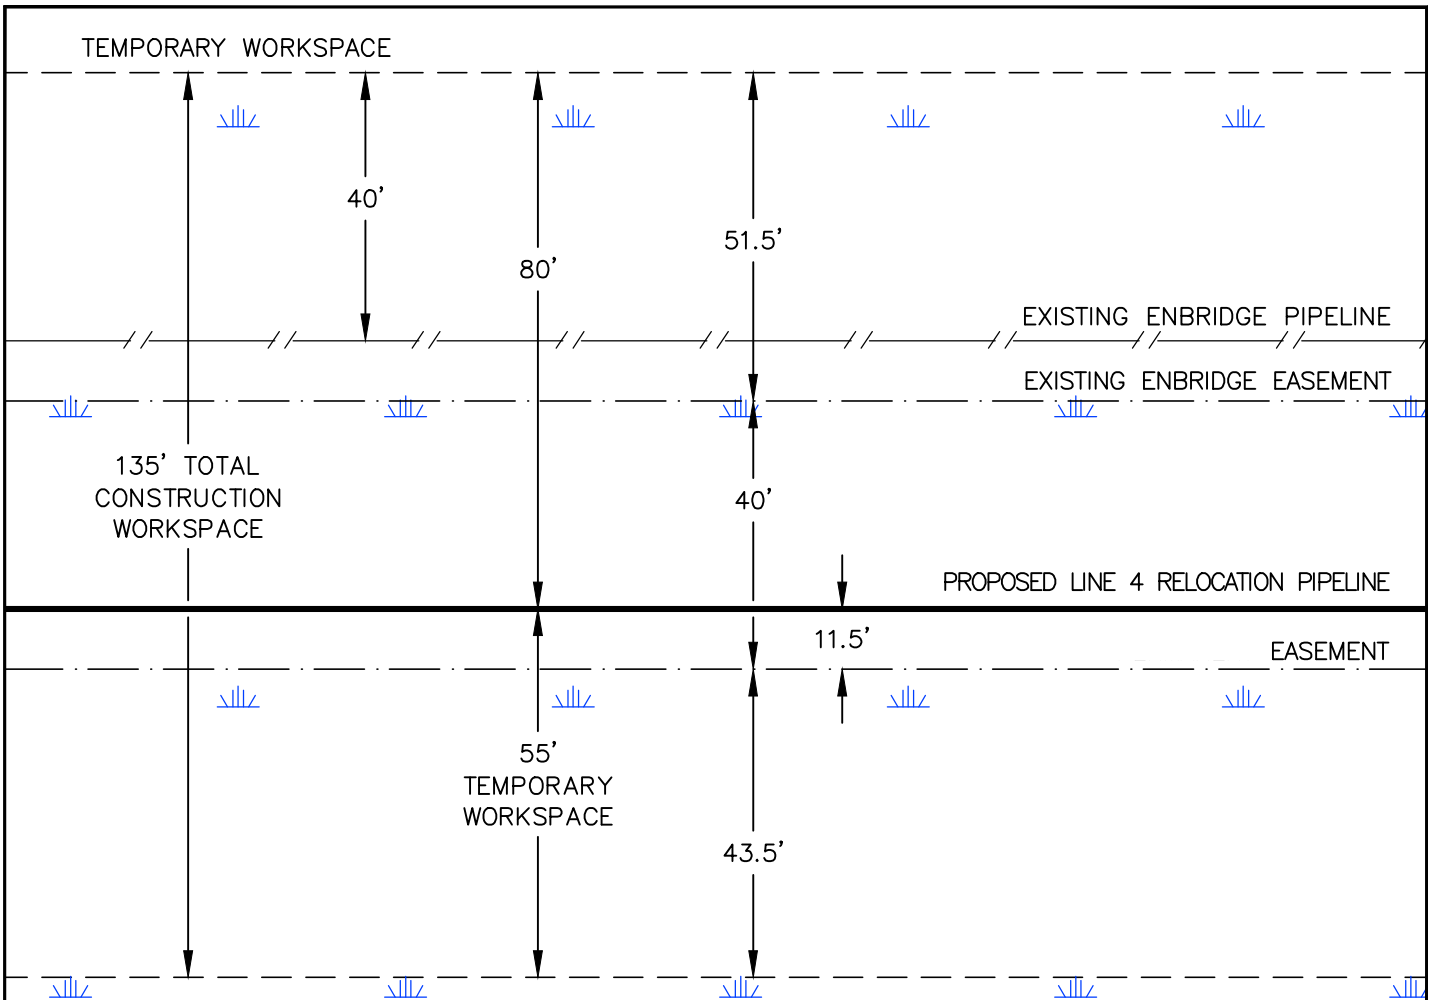 TEMPORARY WORKSPACE
40'
51.5'
80'
EXISTING ENBRIDGE PIPELINE
EXISTING ENBRIDGE EASEMENT
135' TOTAL
CONSTRUCTION
WORKSPACE
40'
PROPOSED LINE 4 RELOCATION PIPELINE
11.5'
EASEMENT
55'
TEMPORARY
WORKSPACE
43.5'